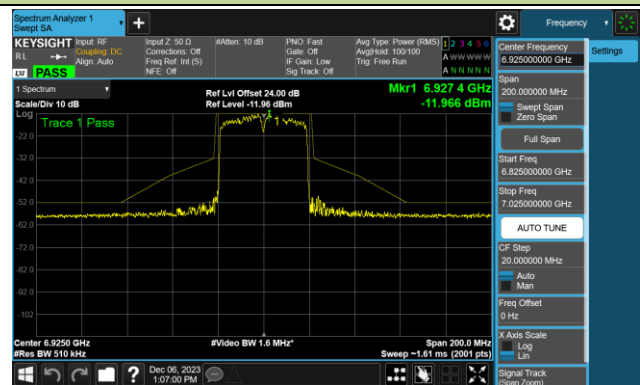 Spectrum Analyzer 1
Swept SA
Frequency
KEYSIGHT
R L
LXI
PASS
Input: RF
Coupling: DC
Align: Auto
Input Z: 50 Ω
Corrections: Off
Freq Ref: Int (S)
NFE: Off
#Atten: 10 dB
PNO: Fast
Gate: Off
IF Gain: Low
Sig Track: Off
Avg Type: Power (RMS)
Avg|Hold: 100/100
Trig: Free Run
1 2 3 4 5 6
A W W W W W
A N N N N N
1 Spectrum
Scale/Div 10 dB
Log
Ref Lvl Offset 24.00 dB
Ref Level -11.96 dBm
Mkr1 6.927 4 GHz
-11.966 dBm
Trace 1 Pass
1
-22.0
-32.0
-42.0
-52.0
-62.0
-72.0
-82.0
-92.0
-102
Center 6.9250 GHz
#Res BW 510 kHz
#Video BW 1.6 MHz*
Span 200.0 MHz
Sweep ~1.61 ms (2001 pts)
Dec 06, 2023
1:07:00 PM
Center Frequency
6.925000000 GHz
Settings
Span
200.000000 MHz
Swept Span
Zero Span
Full Span
Start Freq
6.825000000 GHz
Stop Freq
7.025000000 GHz
AUTO TUNE
CF Step
20.000000 MHz
Auto
Man
Freq Offset
0 Hz
X Axis Scale
Log
Lin
Signal Track
(Span Zoom)